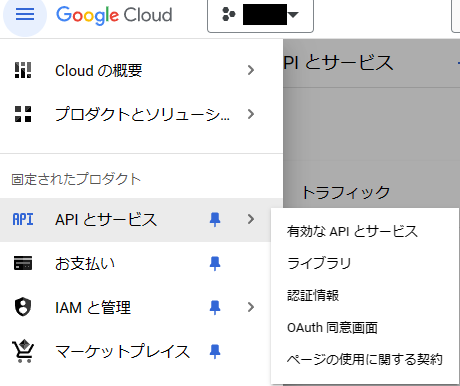 Google Cloud
Cloud の概要
プロダクトとソリューシ...
PI とサービス
固定されたプロダクト
トラフィック
API API とサービス
有効な API とサービス
お支払い
ライブラリ
認証情報
IAM と管理
OAuth 同意画面
マーケットプレイス
ページの使用に関する契約